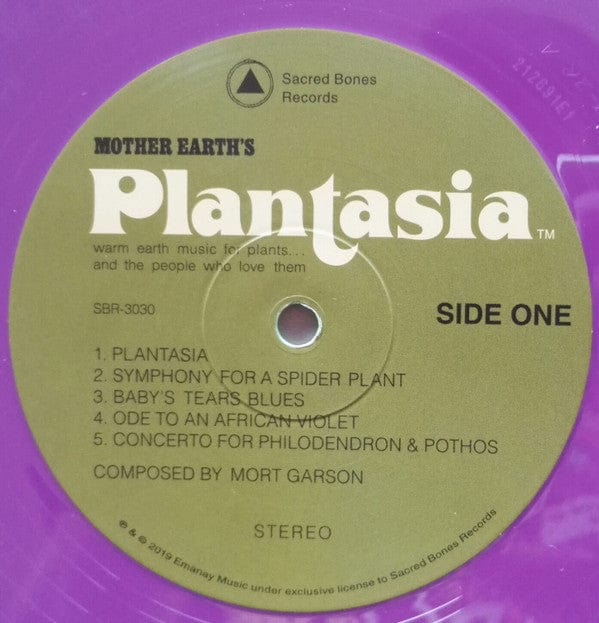 Sacred Bones
Records
MOTHER EARTH'S
Plantasia™
warm earth music for plants...
and the people who love them
SBR-3030
SIDE ONE
1. PLANTASIA
2. SYMPHONY FOR A SPIDER PLANT
3. BABY'S TEARS BLUES
4. ODE TO AN AFRICAN VIOLET
5. CONCERTO FOR PHILODENDRON & POTHOS
COMPOSED BY MORT GARSON
STEREO
℗ & © 2019 Emanay Music under exclusive license to Sacred Bones Records
212691E1